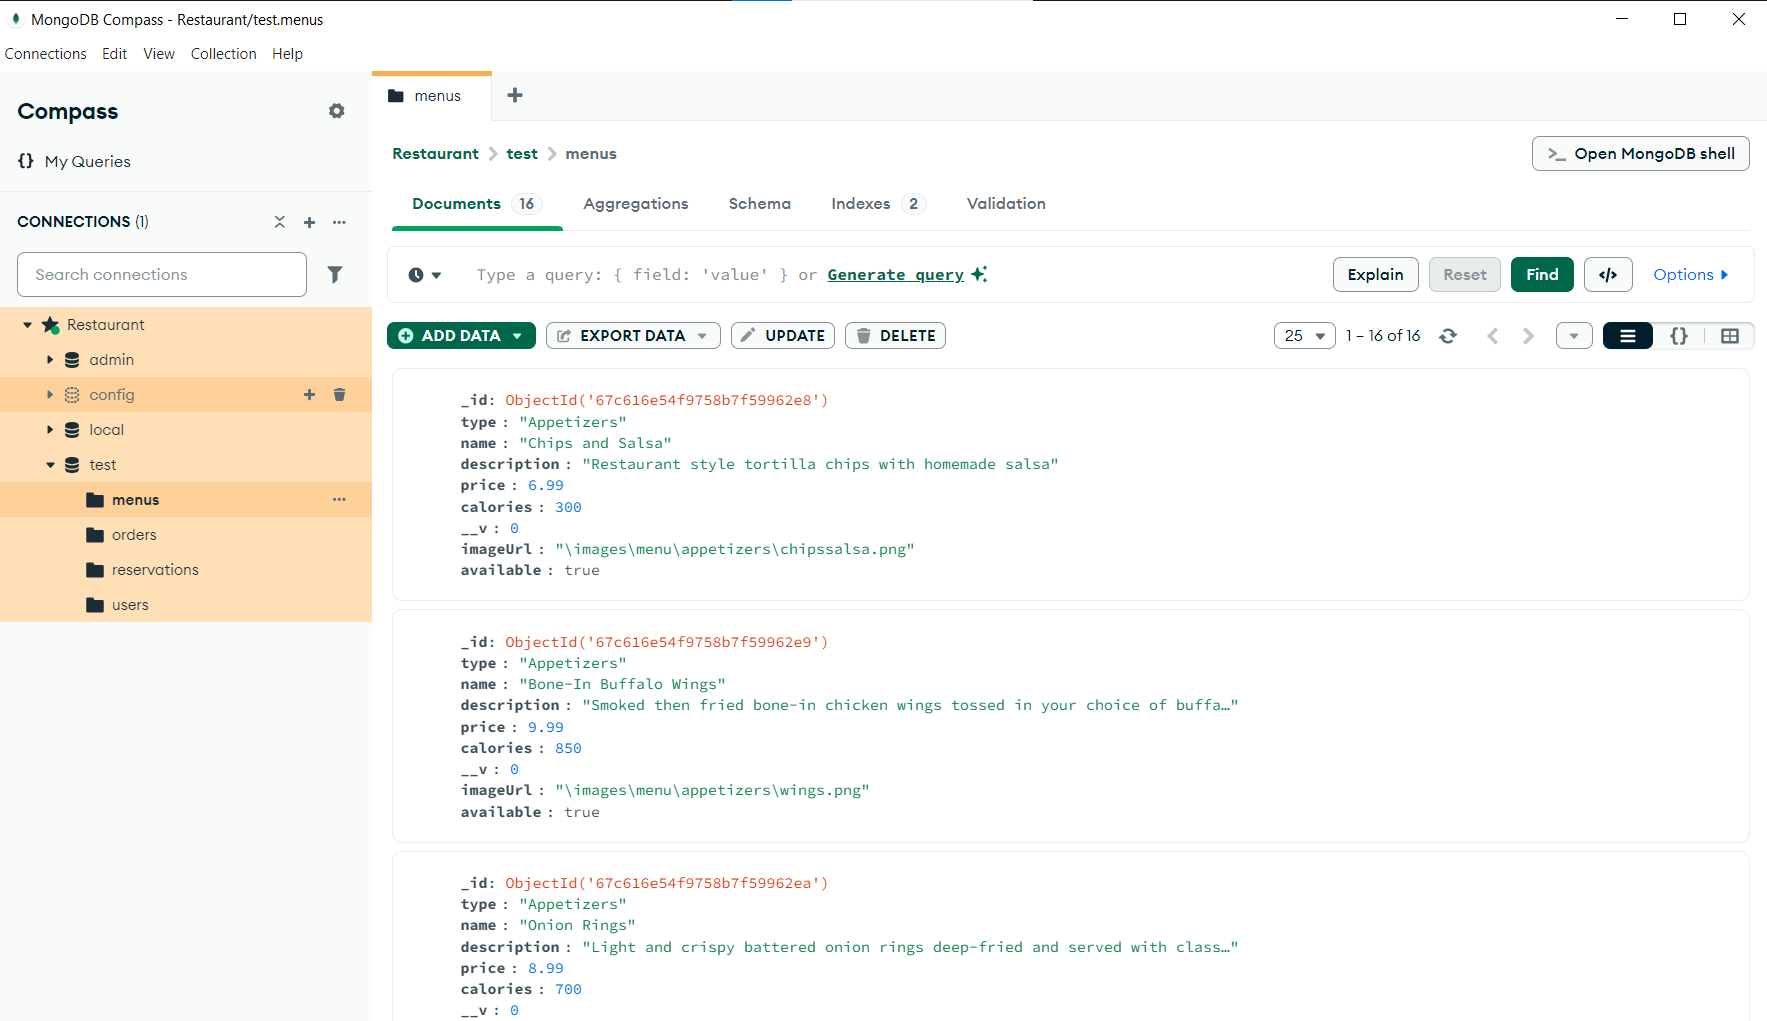 MongoDB Compass - Restaurant/test.menus
Connections Edit View Collection Help
Compass
{} My Queries
CONNECTIONS (1)
Search connections
Restaurant
admin
config
local
test
menus
orders
reservations
users
menus
Restaurant > test > menus
>_ Open MongoDB shell
Documents 16 Aggregations Schema Indexes 2 Validation
Type a query: { field: 'value' } or Generate query
Explain Reset Find </> Options
ADD DATA EXPORT DATA UPDATE DELETE
25 1 – 16 of 16 {}
_id: ObjectId('67c616e54f9758b7f59962e8')
type : "Appetizers"
name : "Chips and Salsa"
description : "Restaurant style tortilla chips with homemade salsa"
price : 6.99
calories : 300
__v : 0
imageUrl : "\images\menu\appetizers\chipssalsa.png"
available : true
_id: ObjectId('67c616e54f9758b7f59962e9')
type : "Appetizers"
name : "Bone-In Buffalo Wings"
description : "Smoked then fried bone-in chicken wings tossed in your choice of buffa…"
price : 9.99
calories : 850
__v : 0
imageUrl : "\images\menu\appetizers\wings.png"
available : true
_id: ObjectId('67c616e54f9758b7f59962ea')
type : "Appetizers"
name : "Onion Rings"
description : "Light and crispy battered onion rings deep-fried and served with class…"
price : 8.99
calories : 700
__v : 0